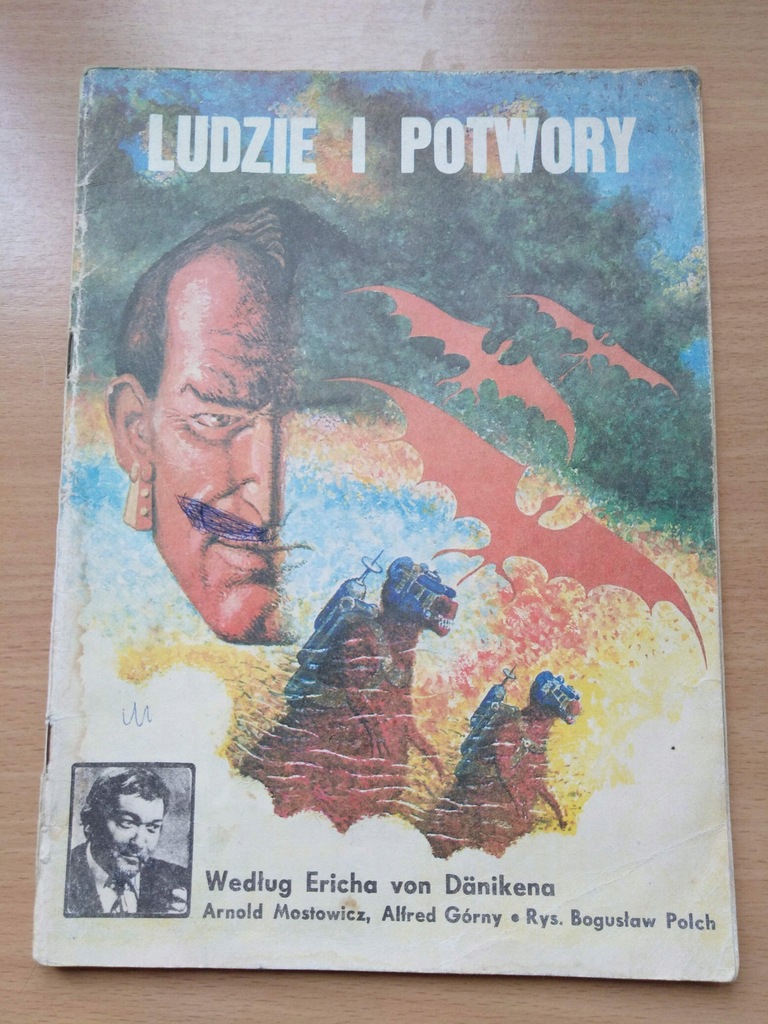 LUDZIE I POTWORY
Według Ericha von Dänikena
Arnold Mostowicz, Alfred Górny • Rys. Bogusław Polch